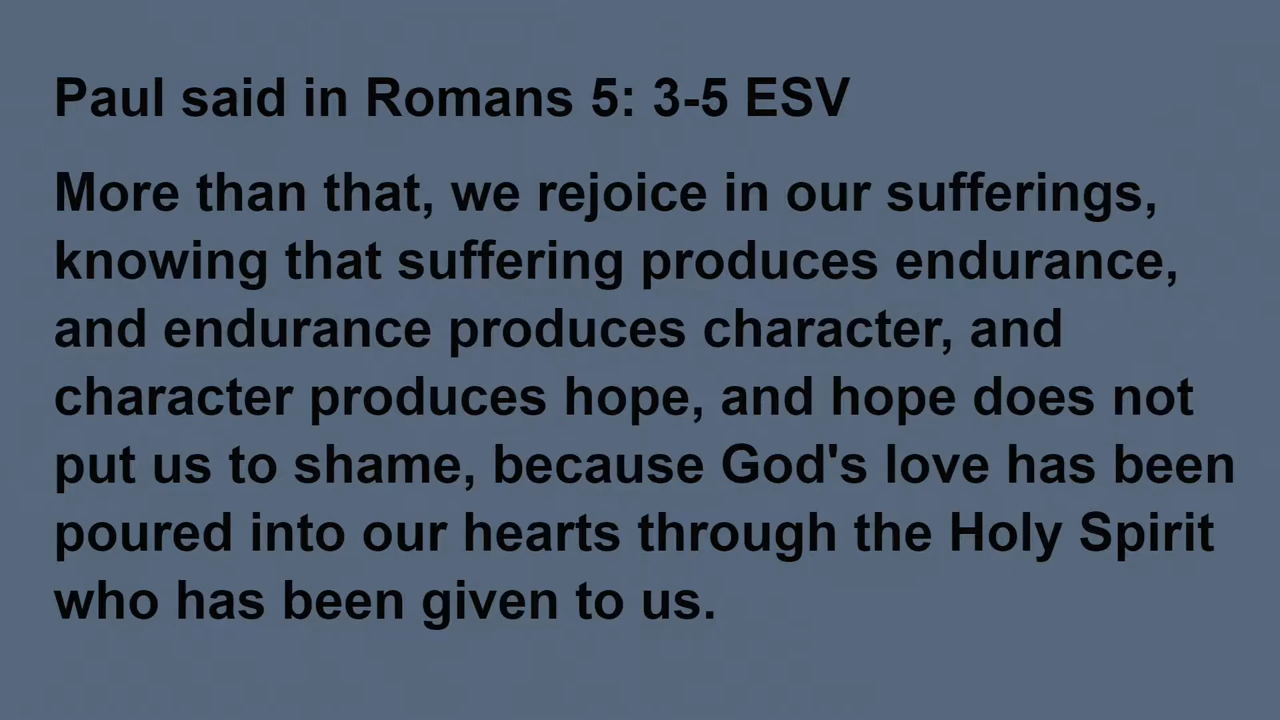 Paul said in Romans 5: 3-5 ESV
More than that, we rejoice in our sufferings,
knowing that suffering produces endurance,
and endurance produces character, and
character produces hope, and hope does not
put us to shame, because God's love has been
poured into our hearts through the Holy Spirit
who has been given to us.